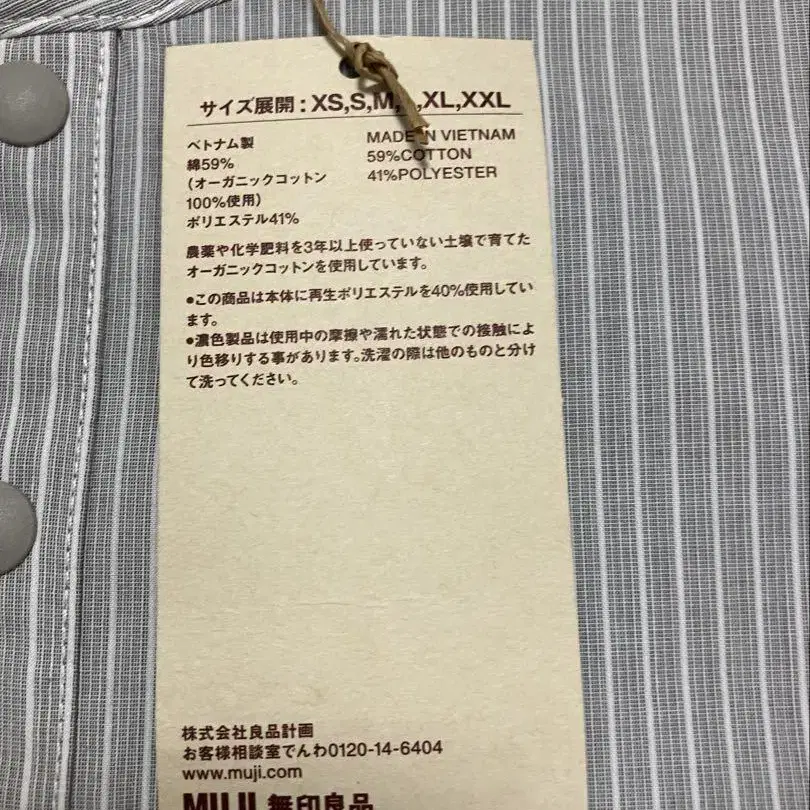 サイズ展開：XS,S,M, ,XL,XXL
ベトナム製
綿59%
（オーガニックコットン
100%使用）
ポリエステル41%
MADE IN VIETNAM
59%COTTON
41%POLYESTER
農薬や化学肥料を3年以上使っていない土壌で育てた
オーガニックコットンを使用しています。
●この商品は本体に再生ポリエステルを40%使用してい
ます。
●濃色製品は使用中の摩擦や濡れた状態での接触によ
り色移りする事があります。洗濯の際は他のものと分け
て洗ってください。
株式会社良品計画
お客様相談室でんわ0120-14-6404
www.muji.com
MUJI 無印良品